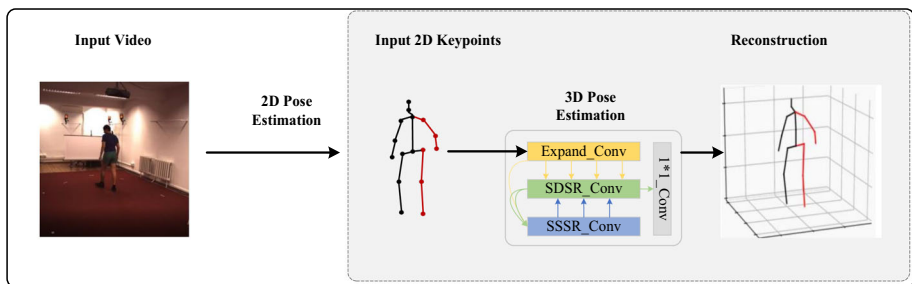 Input Video
Input 2D Keypoints
Reconstruction
2D Pose
Estimation
3D Pose
Estimation
Expand_Conv
SDSR_Conv
SSSR_Conv
1*1_Conv